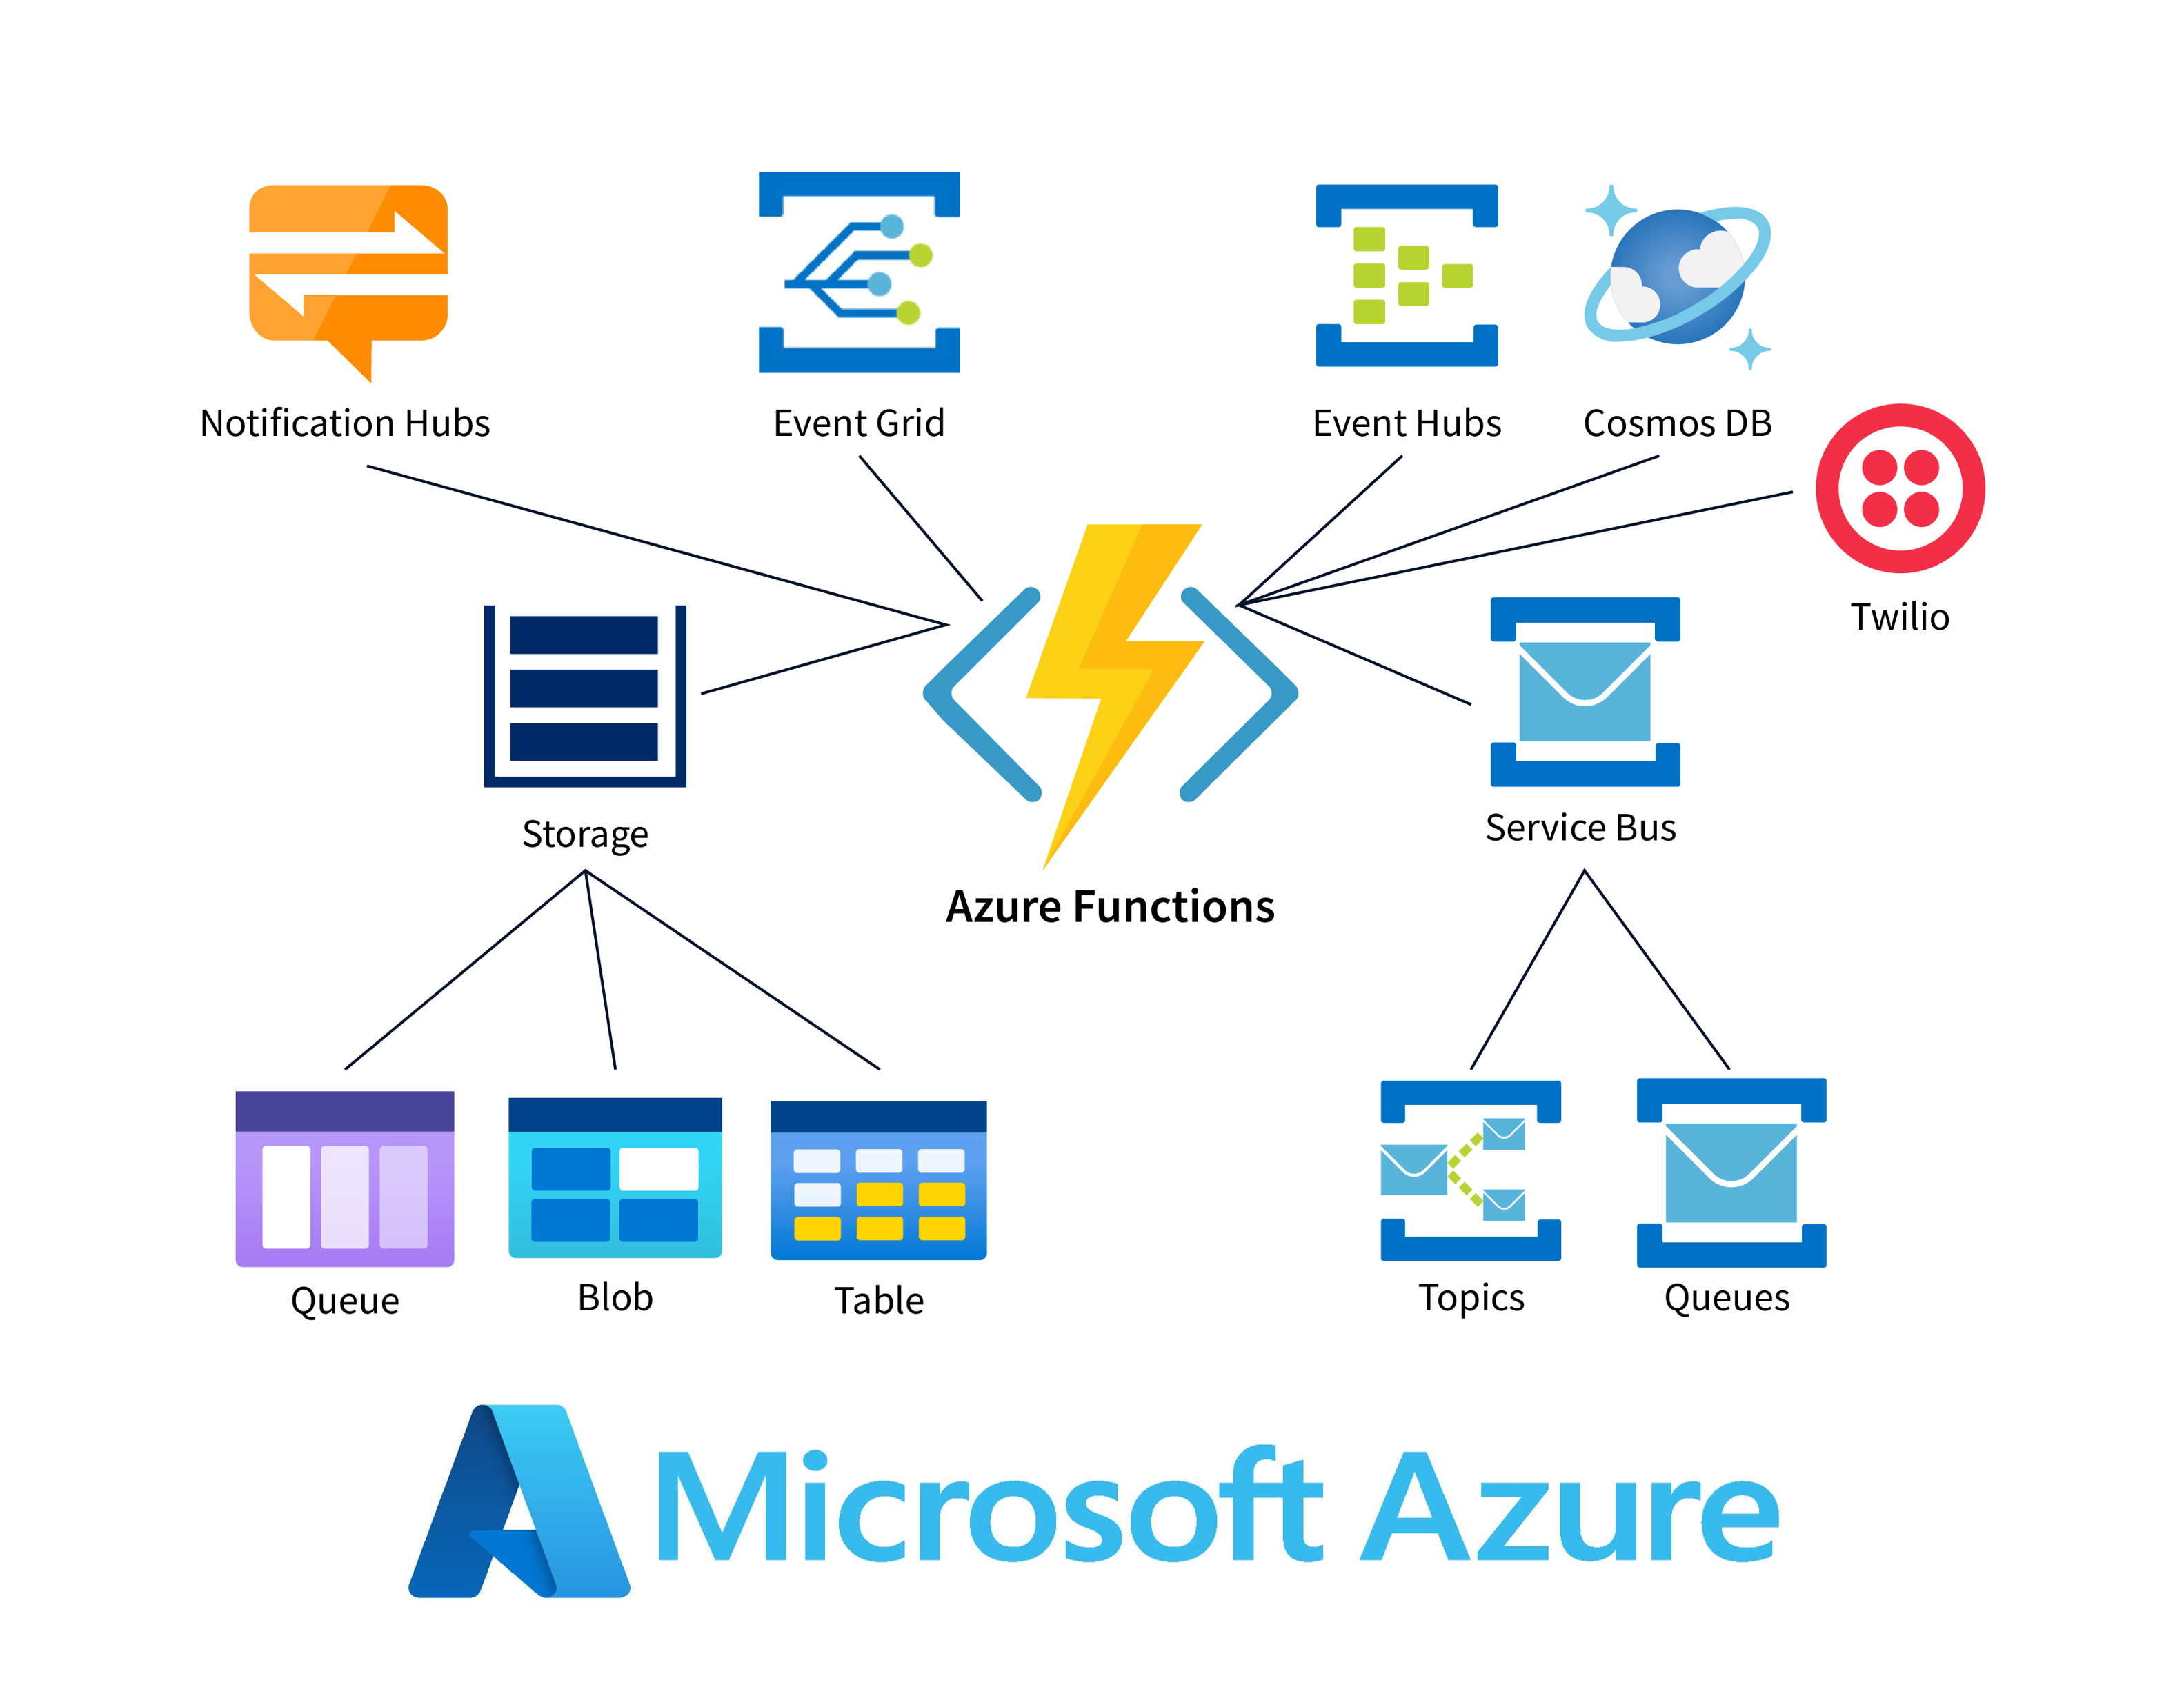 Notification Hubs
Event Grid
Event Hubs
Cosmos DB
Twilio
Storage
Service Bus
Azure Functions
Queue
Blob
Table
Topics
Queues
Microsoft Azure